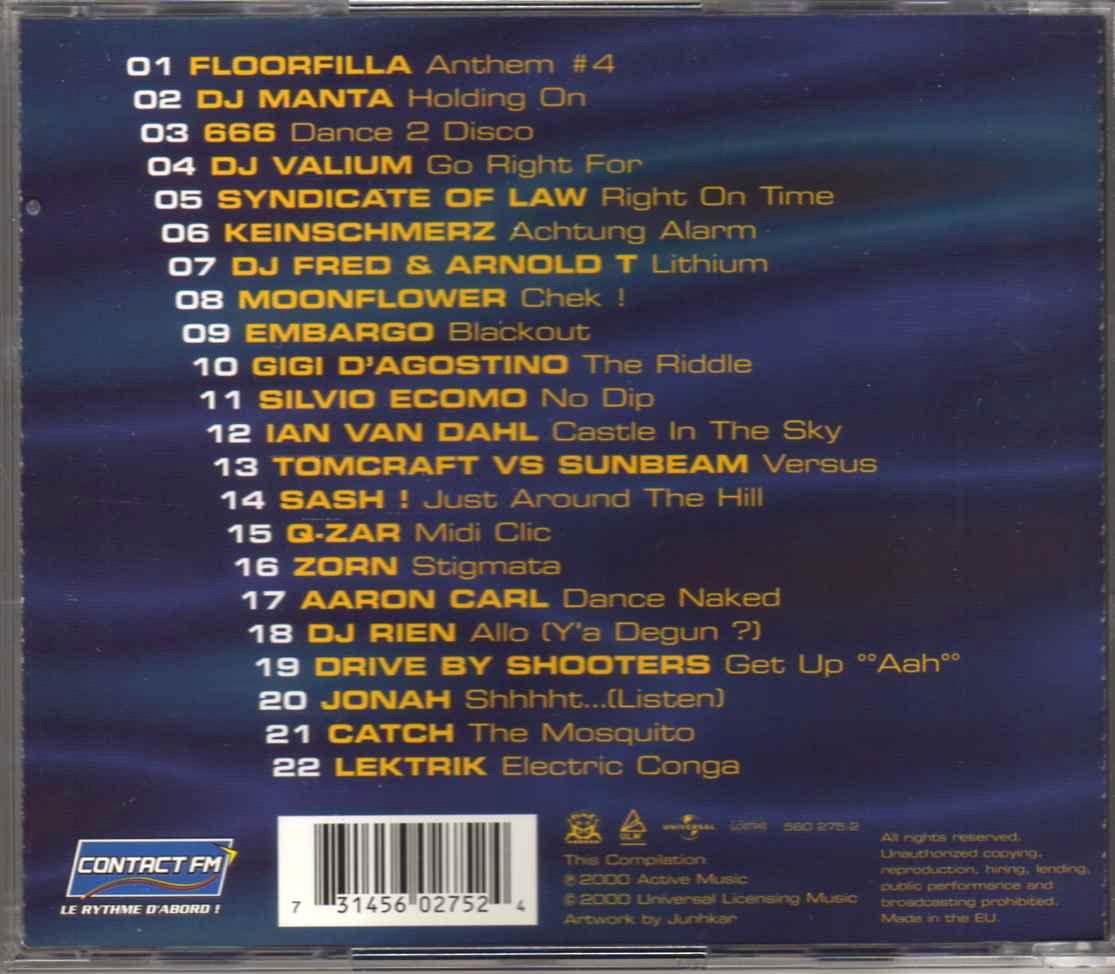 01 FLOORFILLA Anthem #4
02 DJ MANTA Holding On
03 666 Dance 2 Disco
04 DJ VALIUM Go Right For
05 SYNDICATE OF LAW Right On Time
06 KEINSCHMERZ Achtung Alarm
07 DJ FRED & ARNOLD T Lithium
08 MOONFLOWER Chek !
09 EMBARGO Blackout
10 GIGI D'AGOSTINO The Riddle
11 SILVIO ECOMO No Dip
12 IAN VAN DAHL Castle In The Sky
13 TOMCRAFT VS SUNBEAM Versus
14 SASH ! Just Around The Hill
15 Q-ZAR Midi Clic
16 ZORN Stigmata
17 AARON CARL Dance Naked
18 DJ RIEN Allo (Y'a Degun ?)
19 DRIVE BY SHOOTERS Get Up °°Aah°°
20 JONAH Shhhht...(Listen)
21 CATCH The Mosquito
22 LEKTRIK Electric Conga
CONTACT FM
LE RYTHME D'ABORD !
7 31456 02752 4
ULM UNIVERSAL 560 275-2
This Compilation
℗2000 Active Music
©2000 Universal Licensing Music
Artwork by Junhkar
All rights reserved.
Unauthorized copying,
reproduction, hiring, lending,
public performance and
broadcasting prohibited.
Made in the EU.